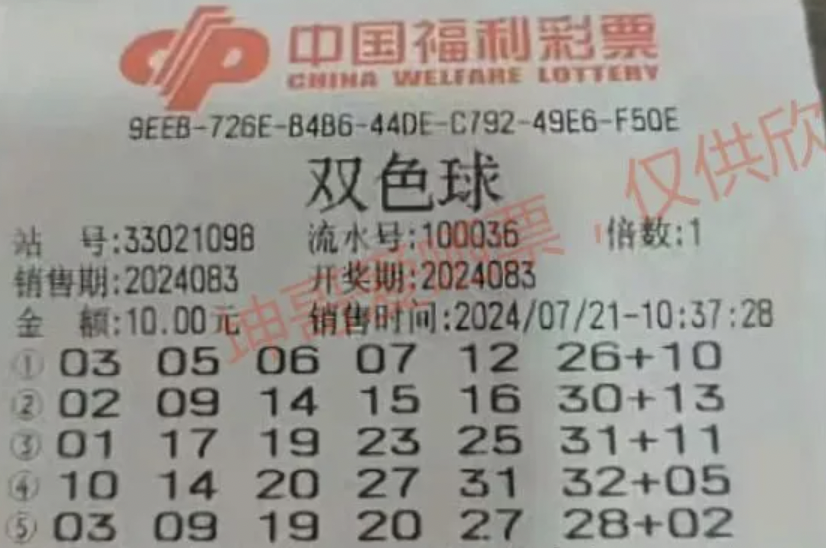 中国福利彩票
CHINA WELFARE LOTTERY
9EEB-726E-B4B6-44DE-C792-49E6-F50E
双色球
站 号:33021098 流水号:100036 倍数:1
销售期:2024083 开奖期:2024083
金 额:10.00元 销售时间:2024/07/21-10:37:28
① 03 05 06 07 12 26+10
② 02 09 14 15 16 30+13
③ 01 17 19 23 25 31+11
④ 10 14 20 27 31 32+05
⑤ 03 09 19 20 27 28+02
坤哥爱购票,仅供欣